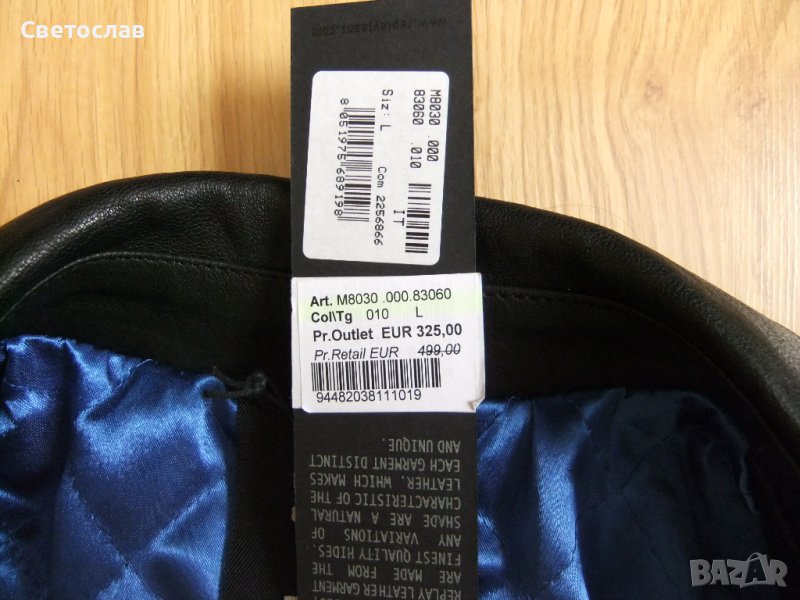 Светослав
www.replayjeans.com
M8030 .000
83060 .010
Siz: L
Com 2256866
IT
8 051975 689198
Art. M8030 .000.83060
Col\Tg 010 L
Pr.Outlet EUR 325,00
Pr.Retail EUR 499,00
94482038111019
REPLAY LEATHER GARMENT
ARE MADE FROM THE
FINEST QUALITY HIDES.
ANY VARIATIONS OF
SHADE ARE A NATURAL
CHARACTERISTIC OF THE
LEATHER, WHICH MAKES
EACH GARMENT DISTINCT
AND UNIQUE.
BAZAR